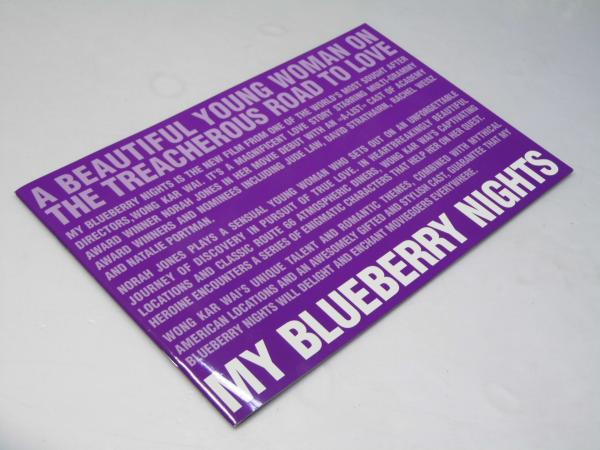 A BEAUTIFUL YOUNG WOMAN ON
THE TREACHEROUS ROAD TO LOVE
MY BLUEBERRY NIGHTS IS THE NEW FILM FROM ONE OF THE WORLD'S MOST SOUGHT AFTER
DIRECTORS, WONG KAR WAI. IT'S A MAGNIFICENT LOVE STORY STARRING MULTI-GRAMMY
AWARD WINNER NORAH JONES IN HER MOVIE DEBUT WITH AN «A-LIST» CAST OF ACADEMY
AWARD WINNERS AND NOMINEES INCLUDING JUDE LAW, DAVID STRATHAIRN, RACHEL WEISZ
AND NATALIE PORTMAN.
NORAH JONES PLAYS A SENSUAL YOUNG WOMAN WHO SETS OUT ON AN UNFORGETTABLE
JOURNEY OF DISCOVERY IN PURSUIT OF TRUE LOVE. IN HEARTBREAKINGLY BEAUTIFUL
LOCATIONS AND CLASSIC ROUTE 66 ATMOSPHERIC DINERS, WONG KAR WAI'S CAPTIVATING
HEROINE ENCOUNTERS A SERIES OF ENIGMATIC CHARACTERS THAT HELP HER ON HER QUEST.
WONG KAR WAI'S UNIQUE TALENT AND ROMANTIC THEMES, COMBINED WITH MYTHICAL
AMERICAN LOCATIONS AND AN AWESOMELY GIFTED AND STYLISH CAST, GUARANTEE THAT MY
BLUEBERRY NIGHTS WILL DELIGHT AND ENCHANT MOVIEGOERS EVERYWHERE.
MY BLUEBERRY NIGHTS